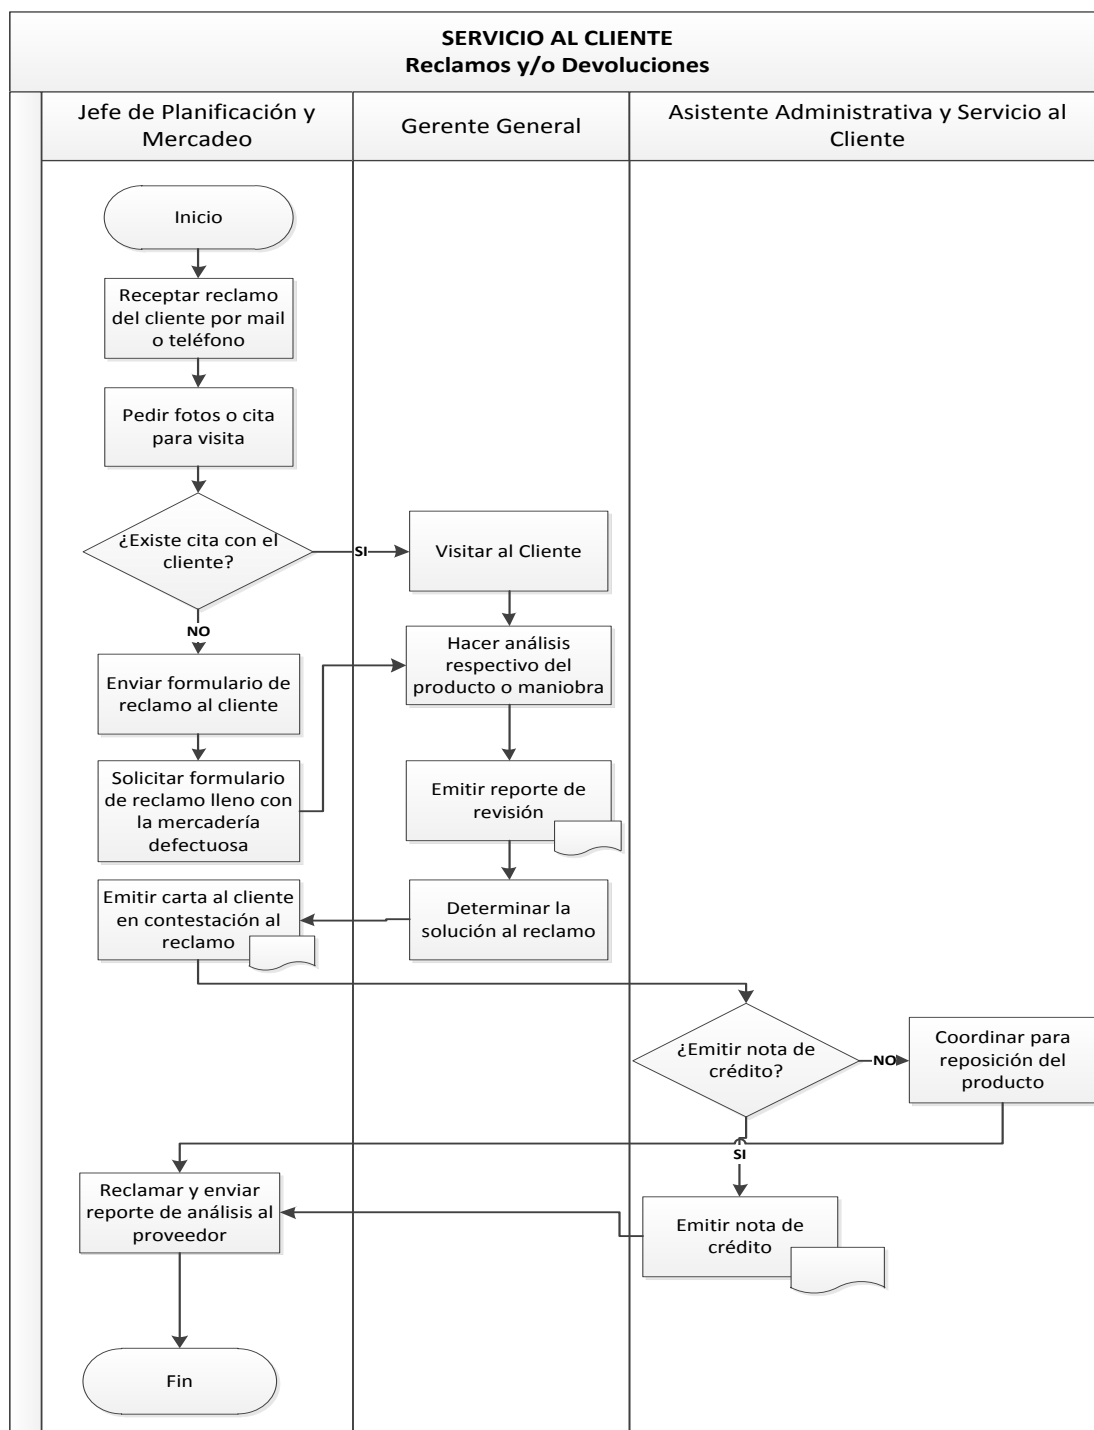 SERVICIO AL CLIENTE
Reclamos y/o Devoluciones
Jefe de Planificación y
Mercadeo
Gerente General
Asistente Administrativa y Servicio al
Cliente
Inicio
Receptar reclamo
del cliente por mail
o teléfono
Pedir fotos o cita
para visita
¿Existe cita con el
cliente?
SI
Visitar al Cliente
NO
Enviar formulario de
reclamo al cliente
Hacer análisis
respectivo del
producto o maniobra
Solicitar formulario
de reclamo lleno con
la mercadería
defectuosa
Emitir reporte de
revisión
Emitir carta al cliente
en contestación al
reclamo
Determinar la
solución al reclamo
¿Emitir nota de
crédito?
NO
Coordinar para
reposición del
producto
SI
Reclamar y enviar
reporte de análisis al
proveedor
Emitir nota de
crédito
Fin